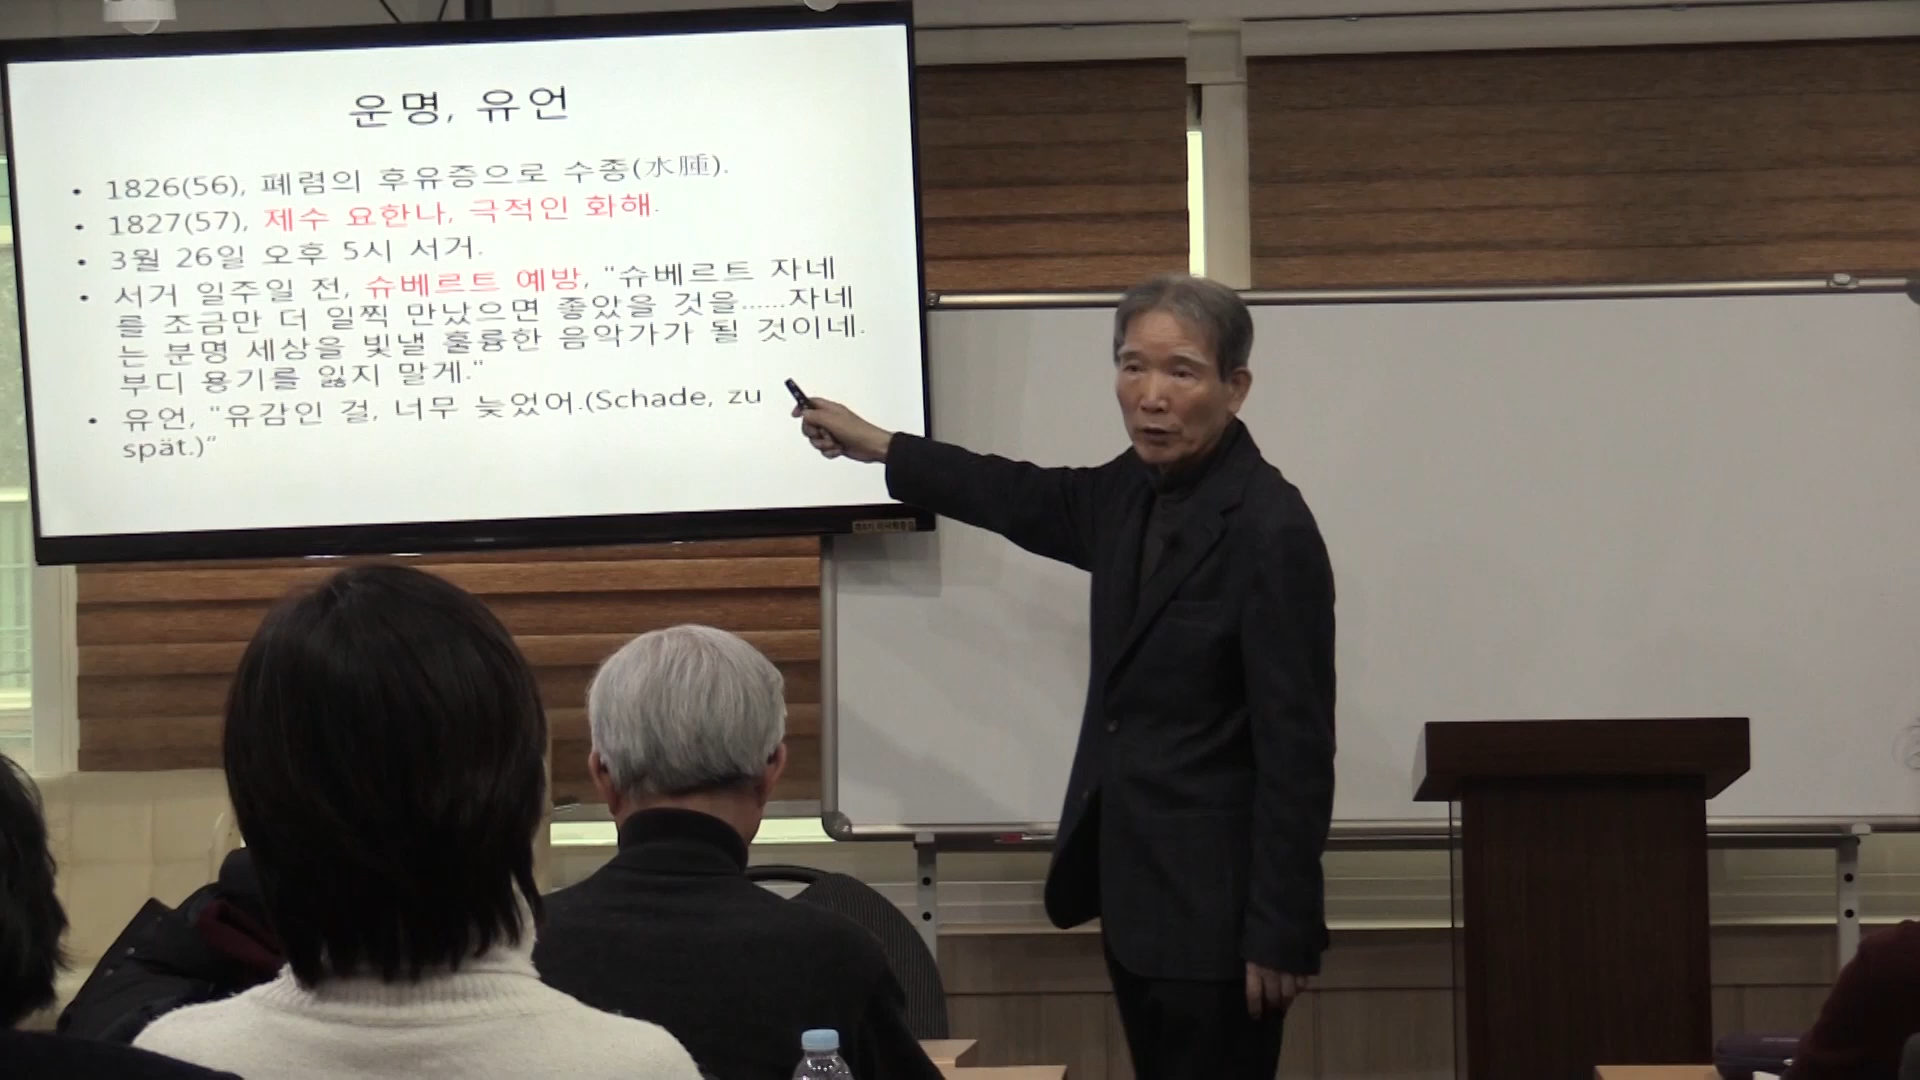 운명, 유언
• 1826(56), 폐렴의 후유증으로 수종(水腫).
• 1827(57), 제수 요한나, 극적인 화해.
• 3월 26일 오후 5시 서거.
• 서거 일주일 전, 슈베르트 예방, "슈베르트 자네
를 조금만 더 일찍 만났으면 좋았을 것을......자네
는 분명 세상을 빛낼 훌륭한 음악가가 될 것이네.
부디 용기를 잃지 말게."
• 유언, "유감인 걸, 너무 늦었어.(Schade, zu
spät.)"